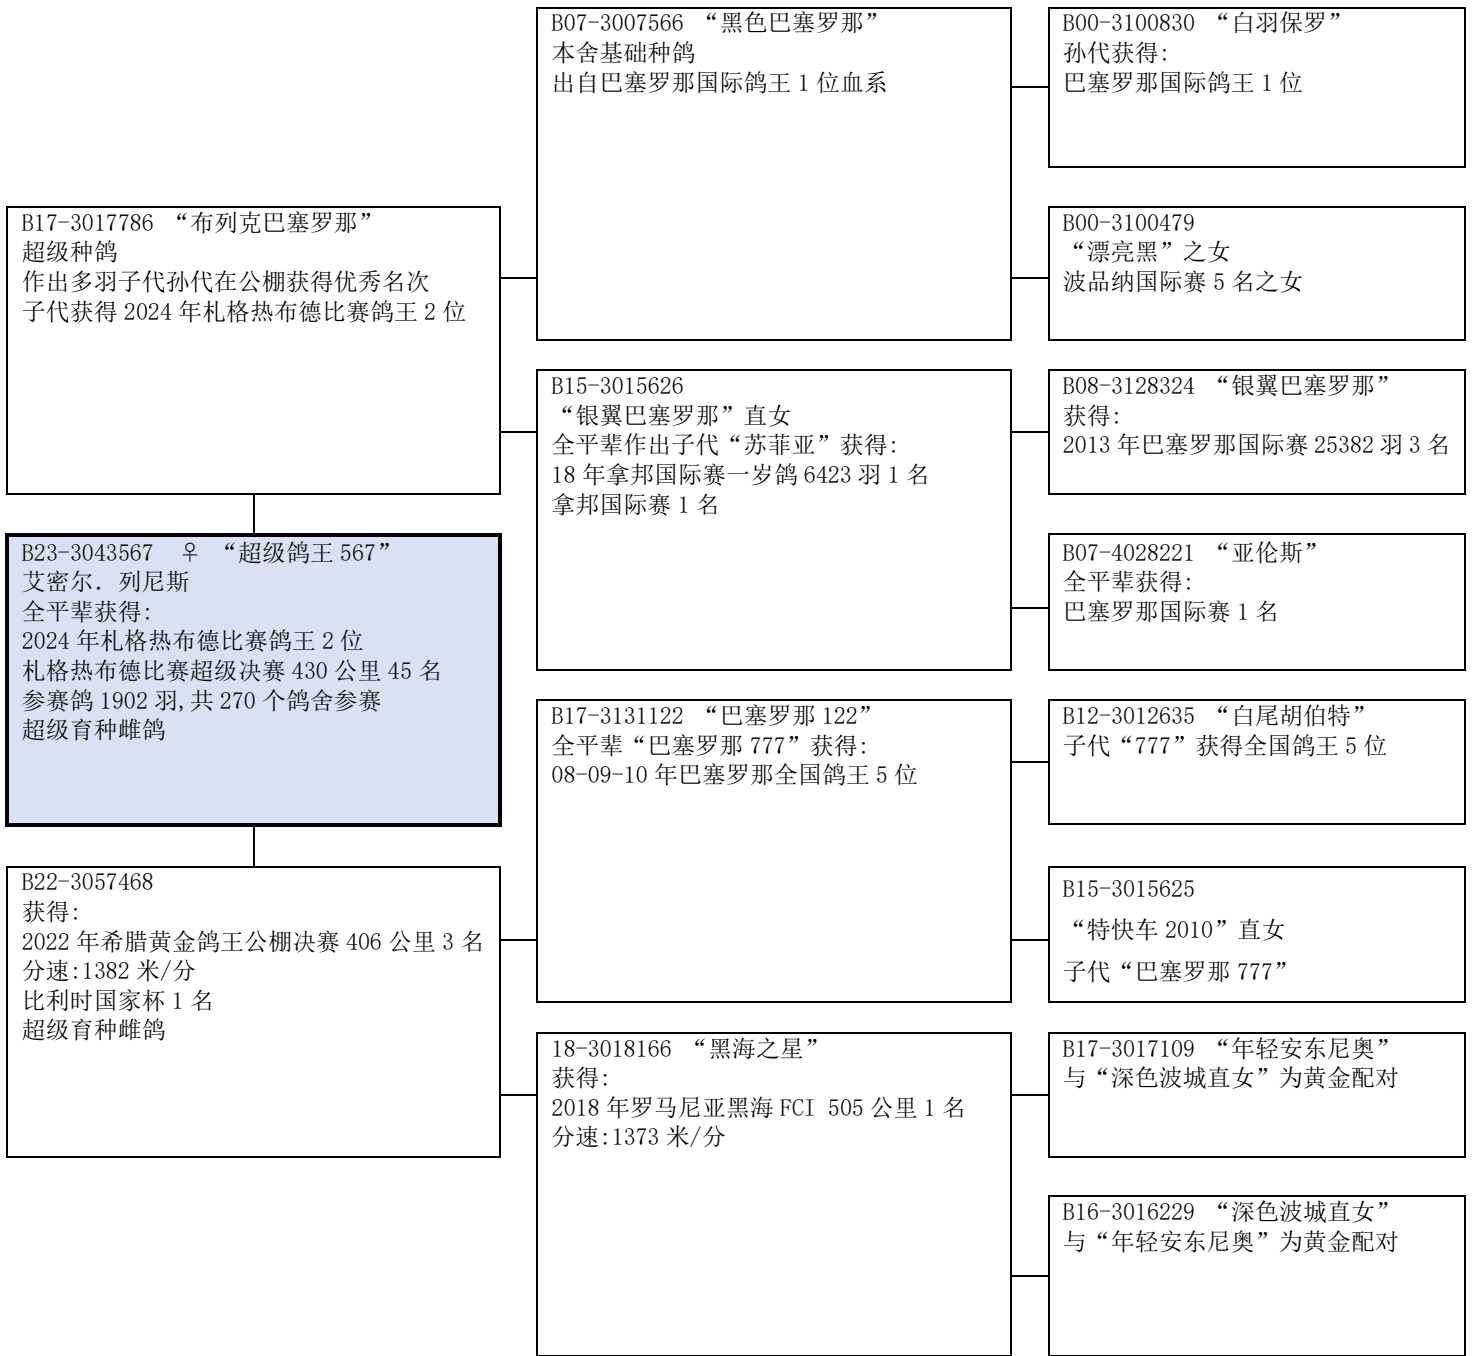 B17-3017786 “布列克巴塞罗那”
超级种鸽
作出多羽子代孙代在公棚获得优秀名次
子代获得 2024 年札格热布德比赛鸽王 2 位
B23-3043567 ♀ “超级鸽王 567”
艾密尔. 列尼斯
全平辈获得:
2024 年札格热布德比赛鸽王 2 位
札格热布德比赛超级决赛 430 公里 45 名
参赛鸽 1902 羽,共 270 个鸽舍参赛
超级育种雌鸽
B22-3057468
获得:
2022 年希腊黄金鸽王公棚决赛 406 公里 3 名
分速:1382 米/分
比利时国家杯 1 名
超级育种雌鸽
B07-3007566 “黑色巴塞罗那”
本舍基础种鸽
出自巴塞罗那国际鸽王 1 位血系
B15-3015626
“银翼巴塞罗那”直女
全平辈作出子代“苏菲亚”获得:
18 年拿邦国际赛一岁鸽 6423 羽 1 名
拿邦国际赛 1 名
B17-3131122 “巴塞罗那 122”
全平辈“巴塞罗那 777”获得:
08-09-10 年巴塞罗那全国鸽王 5 位
18-3018166 “黑海之星”
获得:
2018 年罗马尼亚黑海 FCI 505 公里 1 名
分速:1373 米/分
B00-3100830 “白羽保罗”
孙代获得:
巴塞罗那国际鸽王 1 位
B00-3100479
“漂亮黑”之女
波品纳国际赛 5 名之女
B08-3128324 “银翼巴塞罗那”
获得:
2013 年巴塞罗那国际赛 25382 羽 3 名
B07-4028221 “亚伦斯”
全平辈获得:
巴塞罗那国际赛 1 名
B12-3012635 “白尾胡伯特”
子代“777”获得全国鸽王 5 位
B15-3015625
“特快车 2010”直女
子代“巴塞罗那 777”
B17-3017109 “年轻安东尼奥”
与“深色波城直女”为黄金配对
B16-3016229 “深色波城直女”
与“年轻安东尼奥”为黄金配对